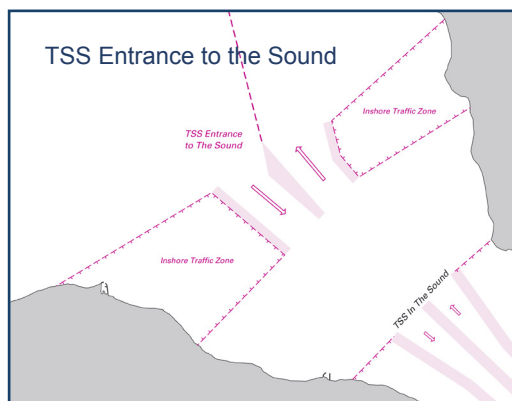 TSS Entrance to the Sound
Inshore Traffic Zone
TSS Entrance
to The Sound
Inshore Traffic Zone
TSS In The Sound